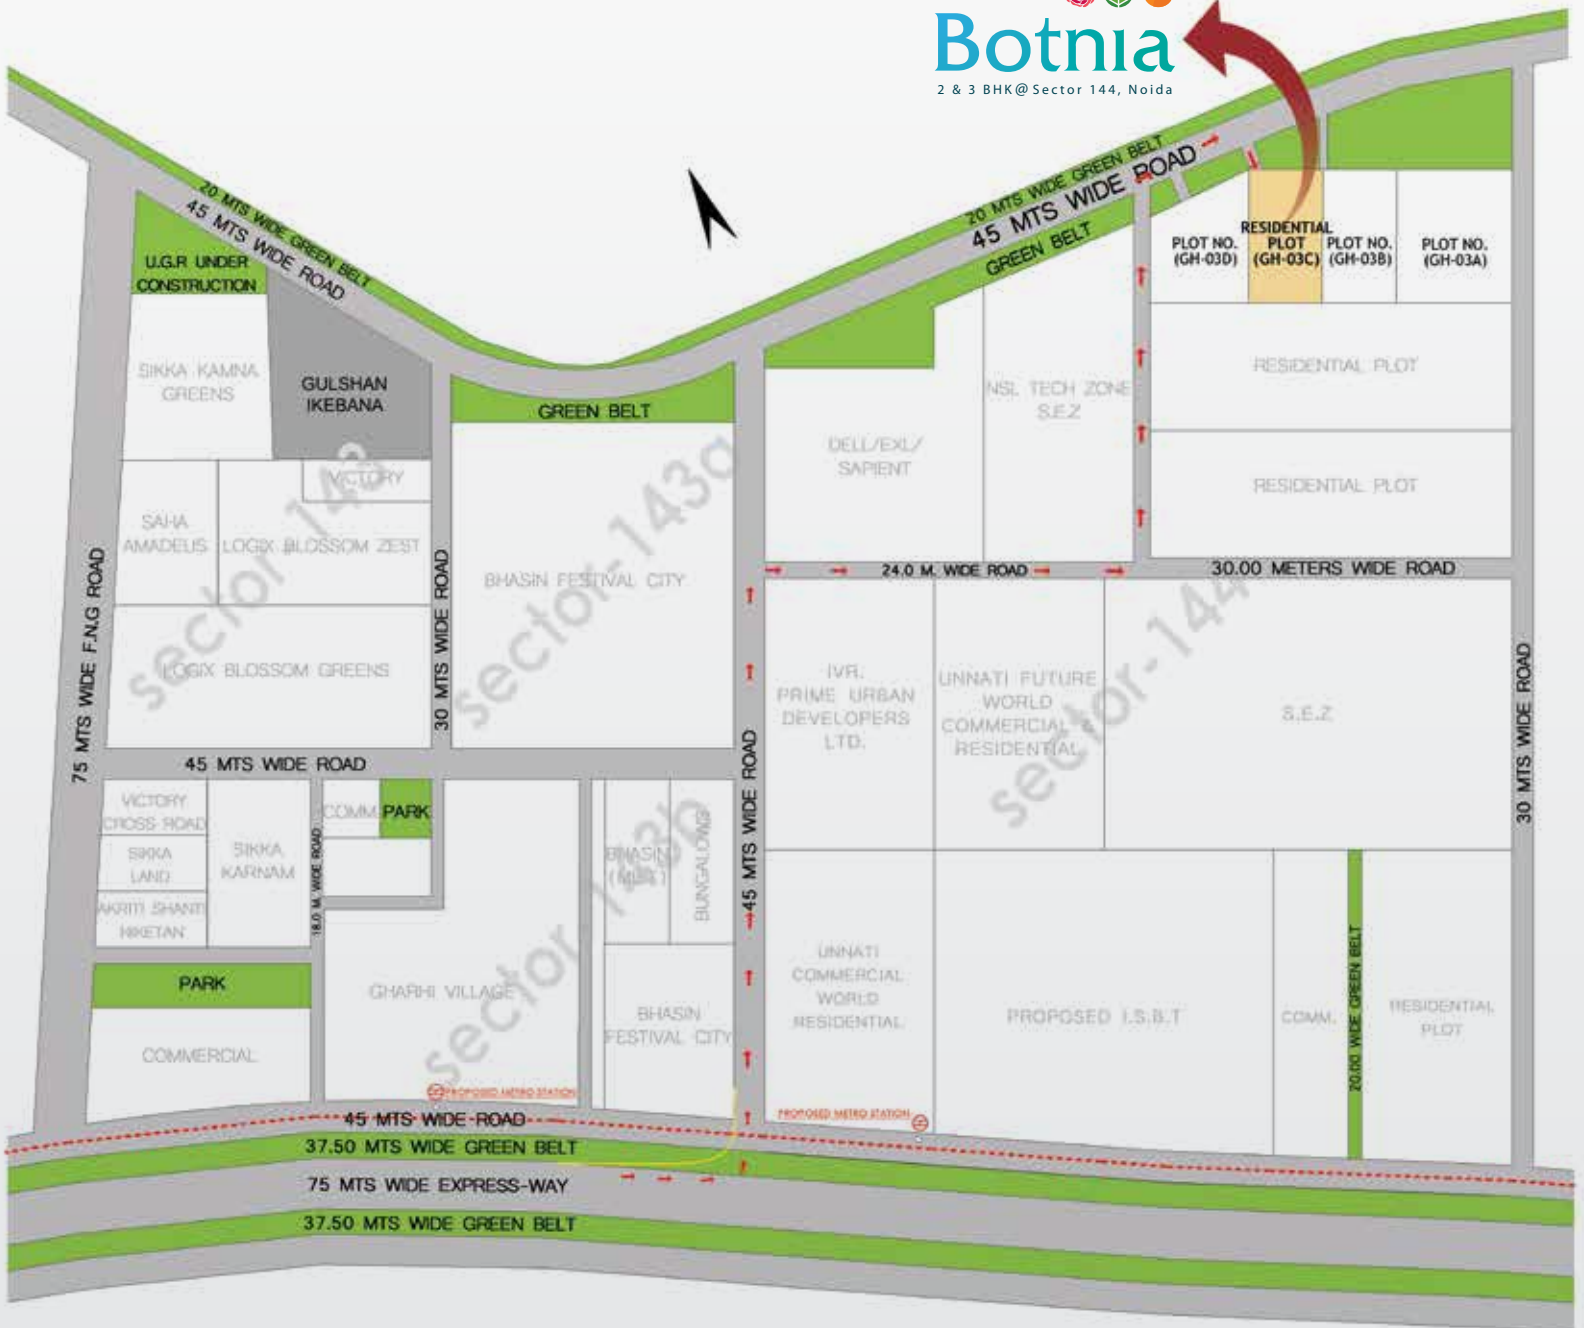 Botnia
2 & 3 BHK@Sector 144, Noida
20 MTS WIDE GREEN BELT
45 MTS WIDE ROAD
20 MTS WIDE GREEN BELT
45 MTS WIDE ROAD
GREEN BELT
U.G.R UNDER
CONSTRUCTION
RESIDENTIAL
PLOT
(GH-03C)
PLOT NO.
(GH-03D)
PLOT NO.
(GH-03B)
PLOT NO.
(GH-03A)
SIKKA KAMNA
GREENS
GULSHAN
IKEBANA
GREEN BELT
NSL TECH ZONE
S.E.Z
RESIDENTIAL PLOT
DELL/EXL/
SAPIENT
RESIDENTIAL PLOT
VICTORY
SAHA
AMADEUS
LOGIX BLOSSOM ZEST
sector-143
BHASIN FESTIVAL CITY
sector-143a
24.0 M. WIDE ROAD
30.00 METERS WIDE ROAD
75 MTS WIDE F.N.G ROAD
30 MTS WIDE ROAD
LOGIX BLOSSOM GREENS
IVR.
PRIME URBAN
DEVELOPERS
LTD.
UNNATI FUTURE
WORLD
COMMERCIAL &
RESIDENTIAL
sector-144
S.E.Z
30 MTS WIDE ROAD
45 MTS WIDE ROAD
45 MTS WIDE ROAD
VICTORY
CROSS ROAD
SIKKA
LAND
AKRITI SHANTI
NIKETAN
SIKKA
KARNAM
18.0 M. WIDE ROAD
COMM.
PARK
BHASIN
BUNGALOWS
sector-143b
PARK
GHARHI VILLAGE
BHASIN
FESTIVAL CITY
UNNATI
COMMERCIAL
WORLD
RESIDENTIAL
PROPOSED I.S.B.T
COMM.
20.00 WIDE GREEN BELT
RESIDENTIAL
PLOT
COMMERCIAL
PROPOSED METRO STATION
PROPOSED METRO STATION
45 MTS WIDE ROAD
37.50 MTS WIDE GREEN BELT
75 MTS WIDE EXPRESS-WAY
37.50 MTS WIDE GREEN BELT